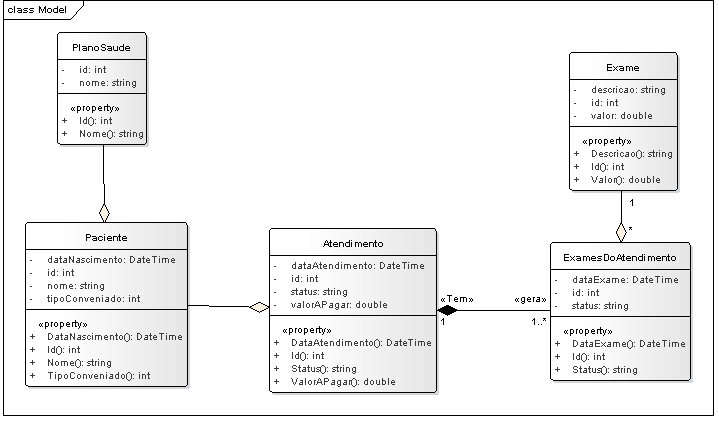 class Model
PlanoSaude
- id: int
- nome: string
«property»
+ Id(): int
+ Nome(): string
Exame
- descricao: string
- id: int
- valor: double
«property»
+ Descricao(): string
+ Id(): int
+ Valor(): double
1
*
Paciente
- dataNascimento: DateTime
- id: int
- nome: string
- tipoConveniado: int
«property»
+ DataNascimento(): DateTime
+ Id(): int
+ Nome(): string
+ TipoConveniado(): int
Atendimento
- dataAtendimento: DateTime
- id: int
- status: string
- valorAPagar: double
«property»
+ DataAtendimento(): DateTime
+ Id(): int
+ Status(): string
+ ValorAPagar(): double
«Tem» «gera»
1 1..*
ExamesDoAtendimento
- dataExame: DateTime
- id: int
- status: string
«property»
+ DataExame(): DateTime
+ Id(): int
+ Status(): string